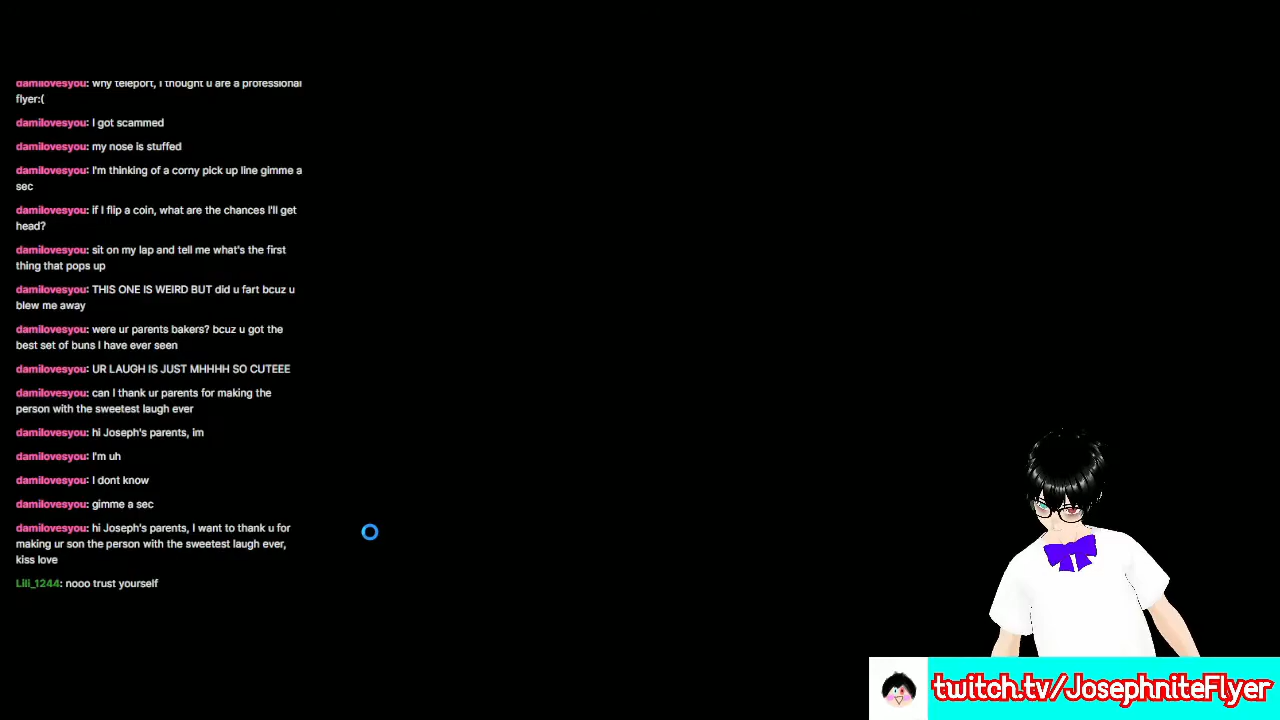 damilovesyou: why teleport, I thought u are a professional
flyer:(
damilovesyou: I got scammed
damilovesyou: my nose is stuffed
damilovesyou: I'm thinking of a corny pick up line gimme a
sec
damilovesyou: if I flip a coin, what are the chances I'll get
head?
damilovesyou: sit on my lap and tell me what's the first
thing that pops up
damilovesyou: THIS ONE IS WEIRD BUT did u fart bcuz u
blew me away
damilovesyou: were ur parents bakers? bcuz u got the
best set of buns I have ever seen
damilovesyou: UR LAUGH IS JUST MHHHH SO CUTEEE
damilovesyou: can I thank ur parents for making the
person with the sweetest laugh ever
damilovesyou: hi Joseph's parents, im
damilovesyou: I'm uh
damilovesyou: I dont know
damilovesyou: gimme a sec
damilovesyou: hi Joseph's parents, I want to thank u for
making ur son the person with the sweetest laugh ever,
kiss love
Lili_1244: nooo trust yourself
twitch.tv/JosephniteFlyer